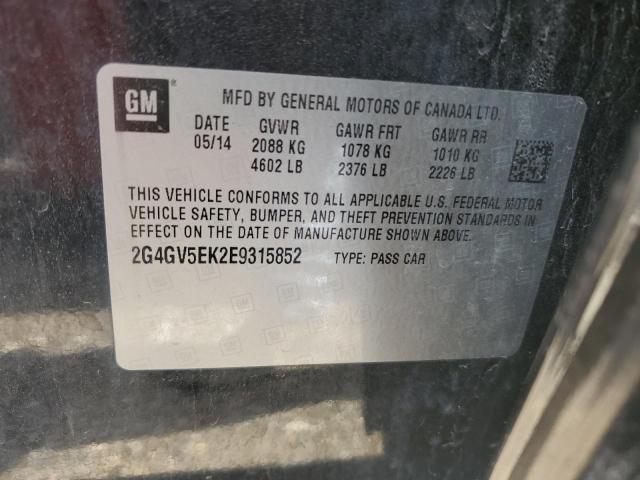 GM®
MFD BY GENERAL MOTORS OF CANADA LTD.
DATE GVWR GAWR FRT GAWR RR
05/14 2088 KG 1078 KG 1010 KG
4602 LB 2376 LB 2226 LB
THIS VEHICLE CONFORMS TO ALL APPLICABLE U.S. FEDERAL MOTOR
VEHICLE SAFETY, BUMPER, AND THEFT PREVENTION STANDARDS IN
EFFECT ON THE DATE OF MANUFACTURE SHOWN ABOVE.
2G4GV5EK2E9315852 TYPE: PASS CAR